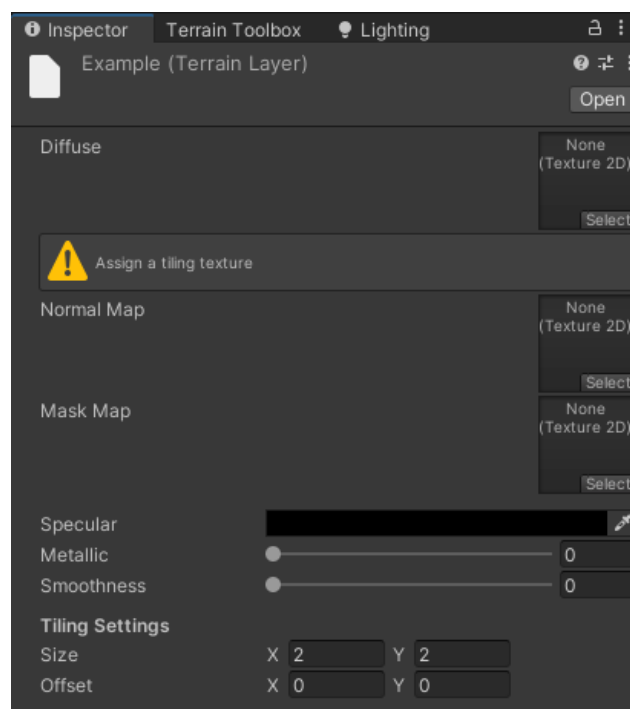 Inspector Terrain Toolbox Lighting
Example (Terrain Layer)
Open
Diffuse
None
(Texture 2D)
Select
Assign a tiling texture
Normal Map
None
(Texture 2D)
Select
Mask Map
None
(Texture 2D)
Select
Specular
Metallic 0
Smoothness 0
Tiling Settings
Size X 2 Y 2
Offset X 0 Y 0